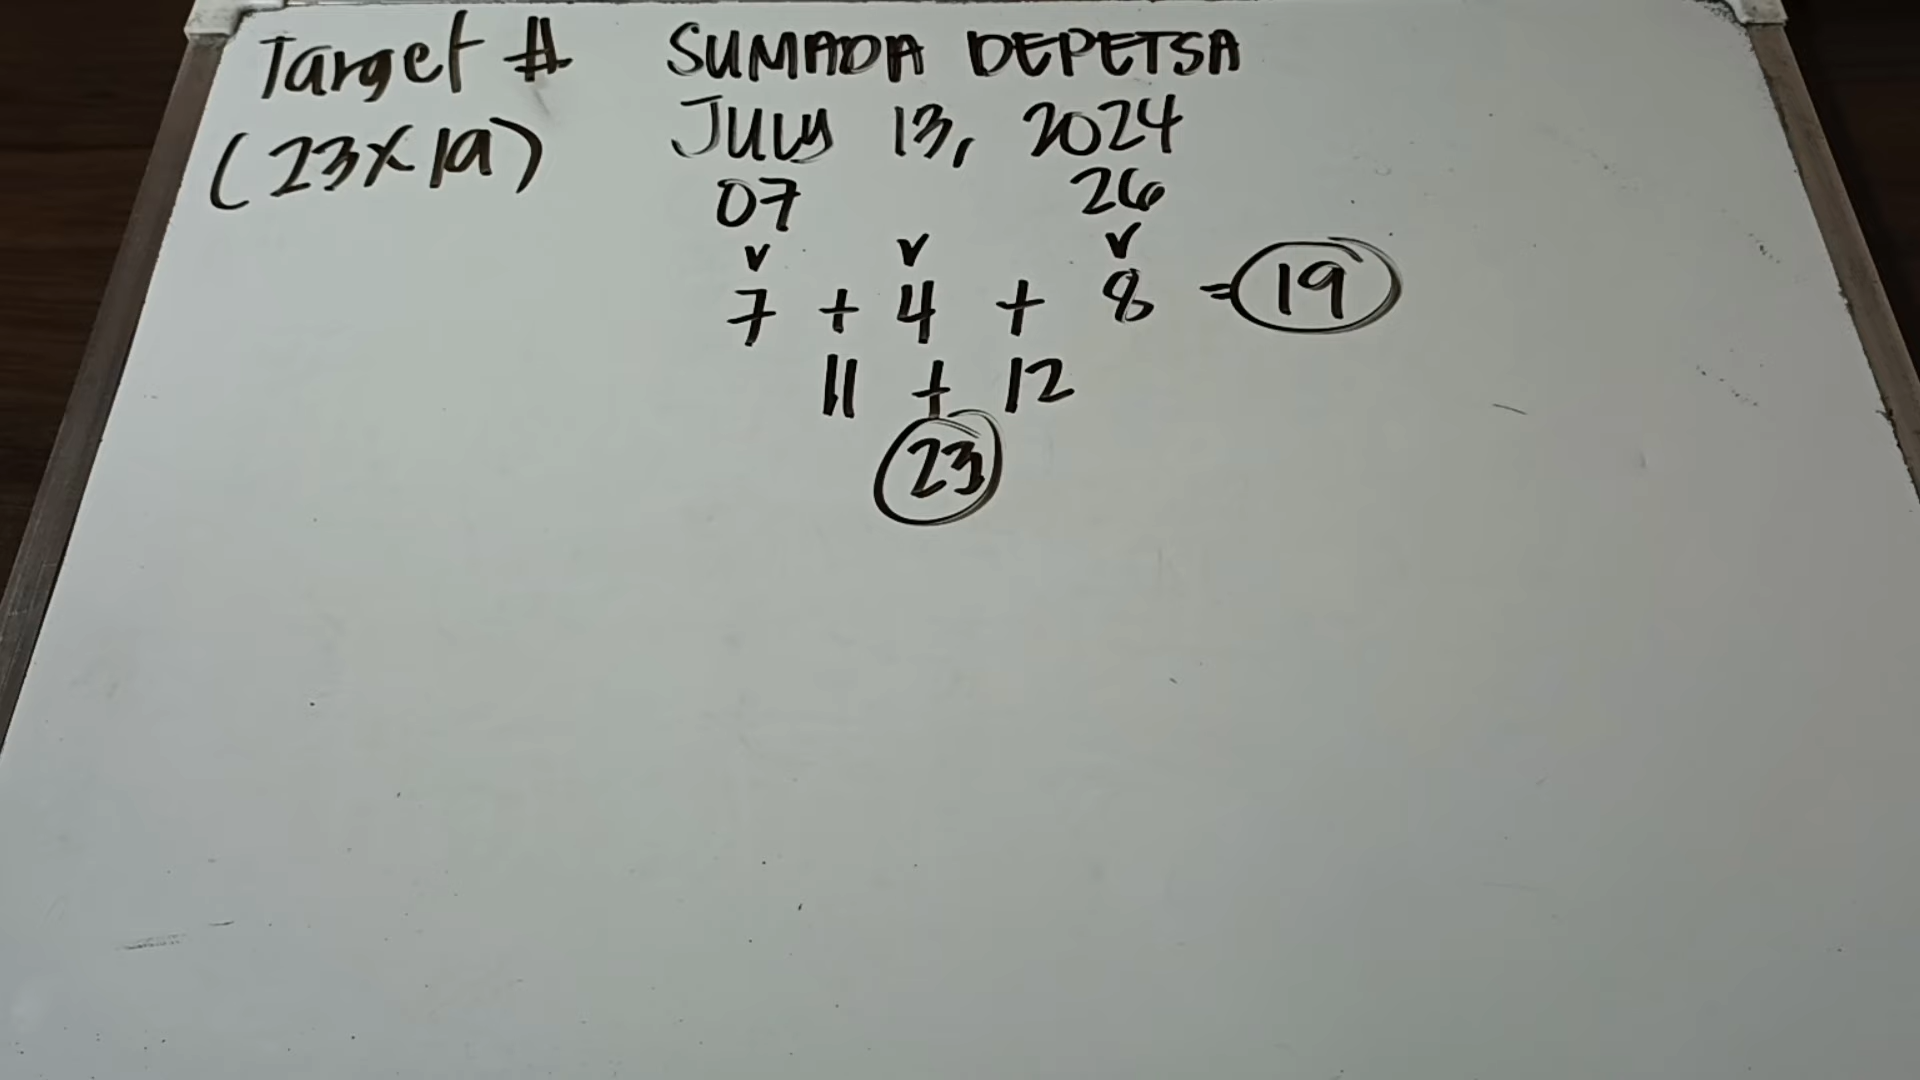 Target # SUMADA DEPETSA
(23x19) JULY 13, 2024
07 26
v v v
7 + 4 + 8 = 19
11 + 12
23